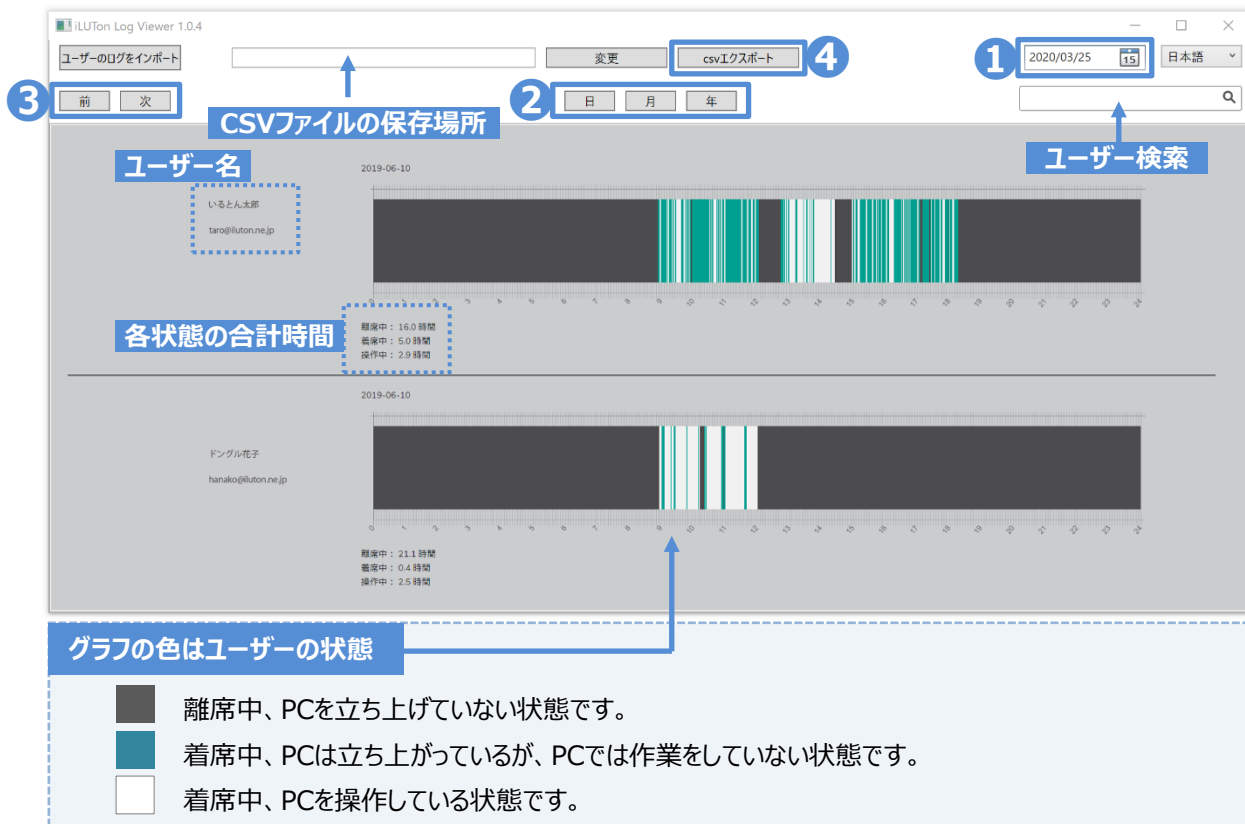 iLUTon Log Viewer 1.0.4
ユーザーのログをインポート
変更
csvエクスポート
4
1
2020/03/25
15
日本語
3
前
次
2
日
月
年
CSVファイルの保存場所
ユーザー検索
ユーザー名
2019-06-10
いるとん太郎
taro@iluton.ne.jp
0 1 2 3 4 5 6 7 8 9 10 11 12 13 14 15 16 17 18 19 20 21 22 23 24
各状態の合計時間
離席中： 16.0 時間
着席中： 5.0 時間
操作中： 2.9 時間
2019-06-10
ドングル花子
hanako@iluton.ne.jp
0 1 2 3 4 5 6 7 8 9 10 11 12 13 14 15 16 17 18 19 20 21 22 23 24
離席中： 21.1 時間
着席中： 0.4 時間
操作中： 2.5 時間
グラフの色はユーザーの状態
離席中、PCを立ち上げていない状態です。
着席中、PCは立ち上がっているが、PCでは作業をしていない状態です。
着席中、PCを操作している状態です。